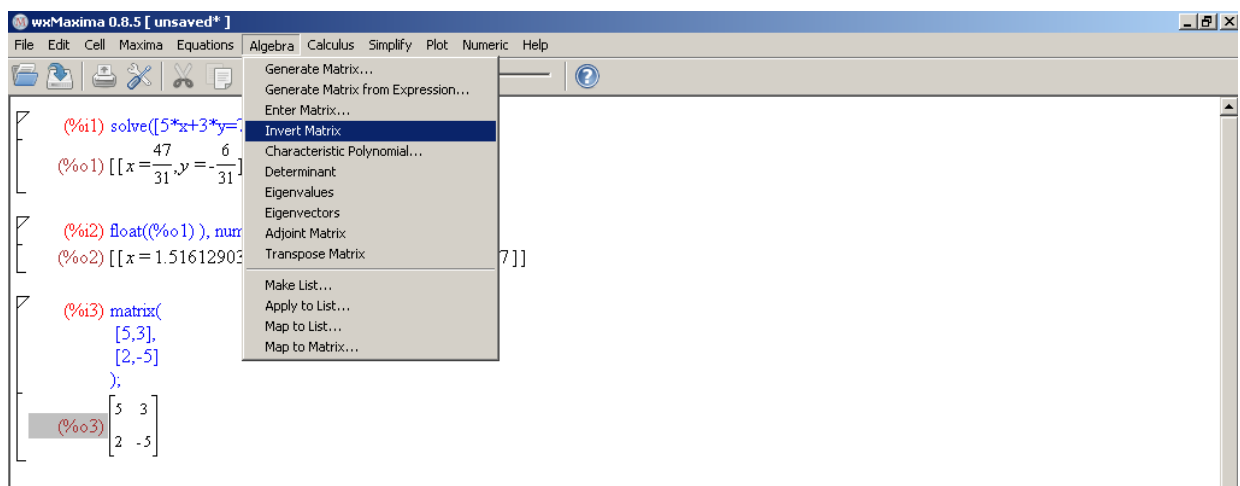 wxMaxima 0.8.5 [ unsaved* ]
File Edit Cell Maxima Equations Algebra Calculus Simplify Plot Numeric Help
Generate Matrix...
Generate Matrix from Expression...
Enter Matrix...
Invert Matrix
Characteristic Polynomial...
Determinant
Eigenvalues
Eigenvectors
Adjoint Matrix
Transpose Matrix
Make List...
Apply to List...
Map to List...
Map to Matrix...
(%i1) solve([5*x+3*y=
(%o1) [[x=47/31,y=-6/31]
(%i2) float((%o1) ), num
(%o2) [[x=1.51612903 7]]
(%i3) matrix(
[5,3],
[2,-5]
);
(%o3) [5 3
2 -5]